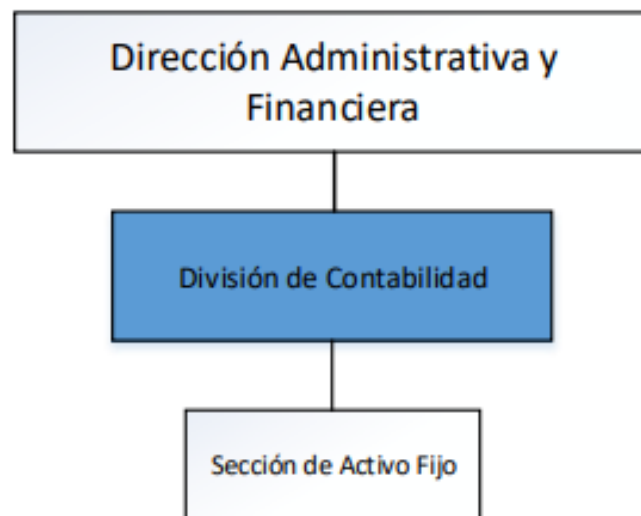 Dirección Administrativa y
Financiera
División de Contabilidad
Sección de Activo Fijo